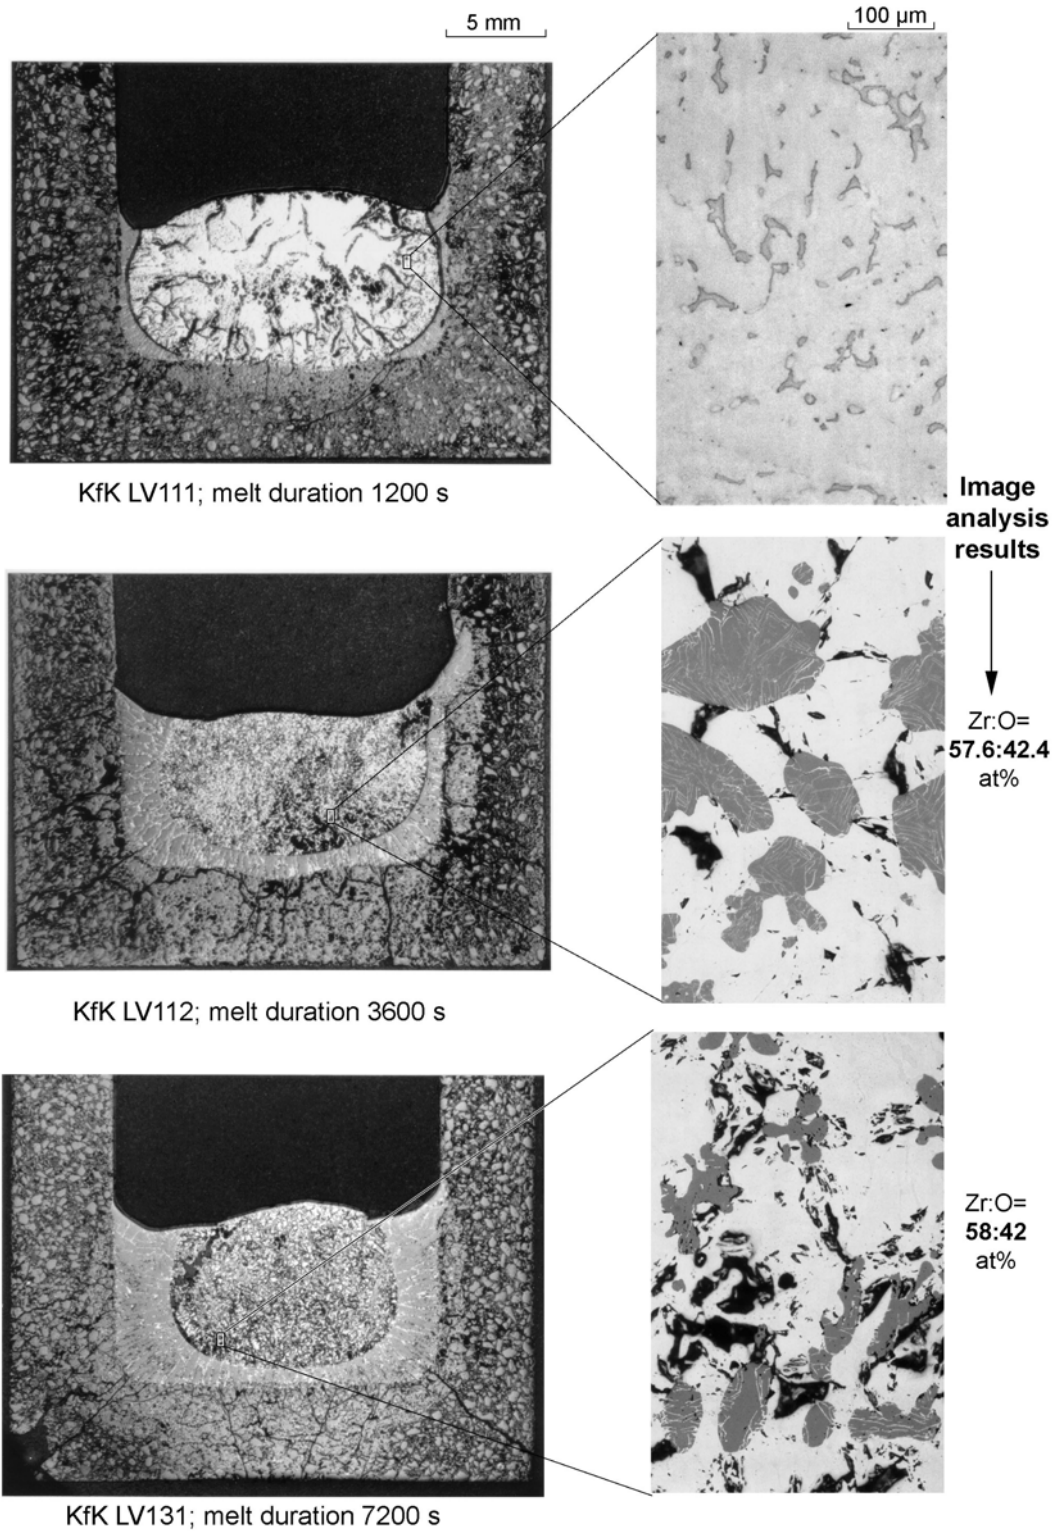 5 mm
100 µm
KfK LV111; melt duration 1200 s
Image
analysis
results
Zr:O=
57.6:42.4
at%
KfK LV112; melt duration 3600 s
Zr:O=
58:42
at%
KfK LV131; melt duration 7200 s